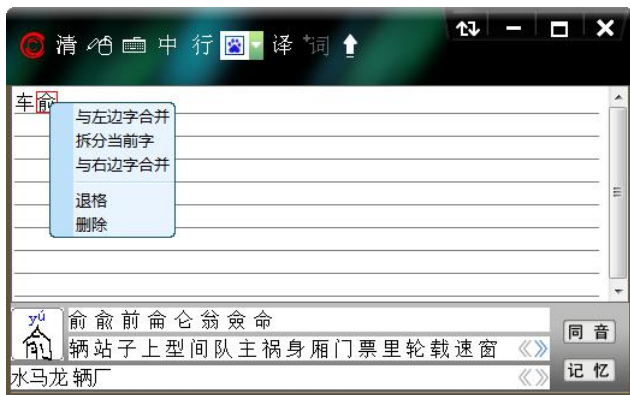 清 中 行 译 词
车俞
与左边字合并
拆分当前字
与右边字合并
退格
删除
yú
俞
俞 歈 前 龠 仑 翁 僉 命
同音
辆 站 子 上 型 间 队 主 祸 身 厢 门 票 里 轮 载 速 窗
水马龙 辆厂
记忆